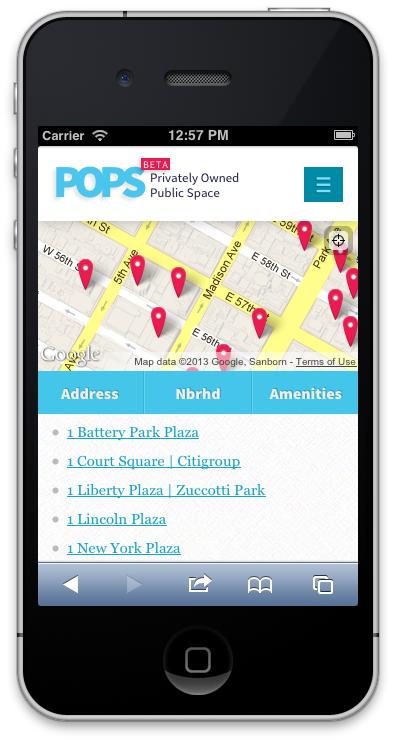 Carrier 12:57 PM
POPS BETA
Privately Owned
Public Space
E 59th St
W 56th St
5th Ave
Madison Ave
E 58th St
Park
E 57th St
E 56th St
Google
Map data ©2013 Google, Sanborn - Terms of Use
Address Nbrhd Amenities
1 Battery Park Plaza
1 Court Square | Citigroup
1 Liberty Plaza | Zuccotti Park
1 Lincoln Plaza
1 New York Plaza